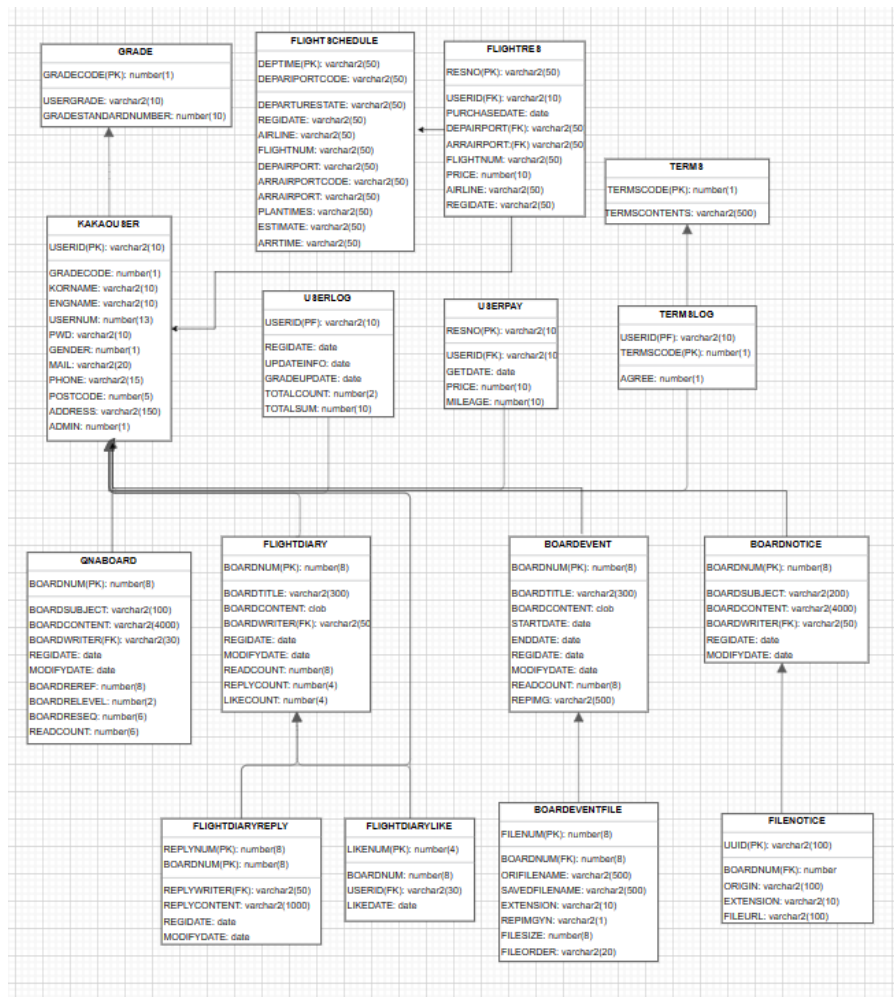 GRADE
GRADECODE(PK): number(1)
USERGRADE: varchar2(10)
GRADESTANDARDNUMBER: number(10)
FLIGHTSCHEDULE
DEPTIME(PK): varchar2(50)
DEPARIPORTCODE: varchar2(50)
DEPARTURESTATE: varchar2(50)
REGIDATE: varchar2(50)
AIRLINE: varchar2(50)
FLIGHTNUM: varchar2(50)
DEPAIRPORT: varchar2(50)
ARRAIRPORTCODE: varchar2(50)
ARRAIRPORT: varchar2(50)
PLANTIMES: varchar2(50)
ESTIMATE: varchar2(50)
ARRTIME: varchar2(50)
FLIGHTRES
RESNO(PK): varchar2(50)
USERID(FK): varchar2(10)
PURCHASEDATE: date
DEPAIRPORT(FK): varchar2(50
ARRAIRPORT:(FK) varchar2(50
FLIGHTNUM: varchar2(50)
PRICE: number(10)
AIRLINE: varchar2(50)
REGIDATE: varchar2(50)
TERMS
TERMSCODE(PK): number(1)
TERMSCONTENTS: varchar2(500)
KAKAOUSER
USERID(PK): varchar2(10)
GRADECODE: number(1)
KORNAME: varchar2(10)
ENGNAME: varchar2(10)
USERNUM: number(13)
PWD: varchar2(10)
GENDER: number(1)
MAIL: varchar2(20)
PHONE: varchar2(15)
POSTCODE: number(5)
ADDRESS: varchar2(150)
ADMIN: number(1)
USERLOG
USERID(PF): varchar2(10)
REGIDATE: date
UPDATEINFO: date
GRADEUPDATE: date
TOTALCOUNT: number(2)
TOTALSUM: number(10)
USERPAY
RESNO(PK): varchar2(10
USERID(FK): varchar2(10
GETDATE: date
PRICE: number(10)
MILEAGE: number(10)
TERMSLOG
USERID(PF): varchar2(10)
TERMSCODE(PK): number(1)
AGREE: number(1)
QNABOARD
BOARDNUM(PK): number(8)
BOARDSUBJECT: varchar2(100)
BOARDCONTENT: varchar2(4000)
BOARDWRITER(FK): varchar2(30)
REGIDATE: date
MODIFYDATE: date
BOARDREREF: number(8)
BOARDRELEVEL: number(2)
BOARDRESEQ: number(6)
READCOUNT: number(6)
FLIGHTDIARY
BOARDNUM(PK): number(8)
BOARDTITLE: varchar2(300)
BOARDCONTENT: clob
BOARDWRITER(FK): varchar2(50
REGIDATE: date
MODIFYDATE: date
READCOUNT: number(8)
REPLYCOUNT: number(4)
LIKECOUNT: number(4)
BOARDEVENT
BOARDNUM(PK): number(8)
BOARDTITLE: varchar2(300)
BOARDCONTENT: clob
STARTDATE: date
ENDDATE: date
REGIDATE: date
MODIFYDATE: date
READCOUNT: number(8)
REPIMG: varchar2(500)
BOARDNOTICE
BOARDNUM(PK): number(8)
BOARDSUBJECT: varchar2(200)
BOARDCONTENT: varchar2(4000)
BOARDWRITER(FK): varchar2(50)
REGIDATE: date
MODIFYDATE: date
FLIGHTDIARYREPLY
REPLYNUM(PK): number(8)
BOARDNUM(PK): number(8)
REPLYWRITER(FK): varchar2(50)
REPLYCONTENT: varchar2(1000)
REGIDATE: date
MODIFYDATE: date
FLIGHTDIARYLIKE
LIKENUM(PK): number(4)
BOARDNUM: number(8)
USERID(FK): varchar2(30)
LIKEDATE: date
BOARDEVENTFILE
FILENUM(PK): number(8)
BOARDNUM(FK): number(8)
ORIFILENAME: varchar2(500)
SAVEDFILENAME: varchar2(500)
EXTENSION: varchar2(10)
REPIMGYN: varchar2(1)
FILESIZE: number(8)
FILEORDER: varchar2(20)
FILENOTICE
UUID(PK): varchar2(100)
BOARDNUM(PK): number
ORIGIN: varchar2(100)
EXTENSION: varchar2(10)
FILEURL: varchar2(100)